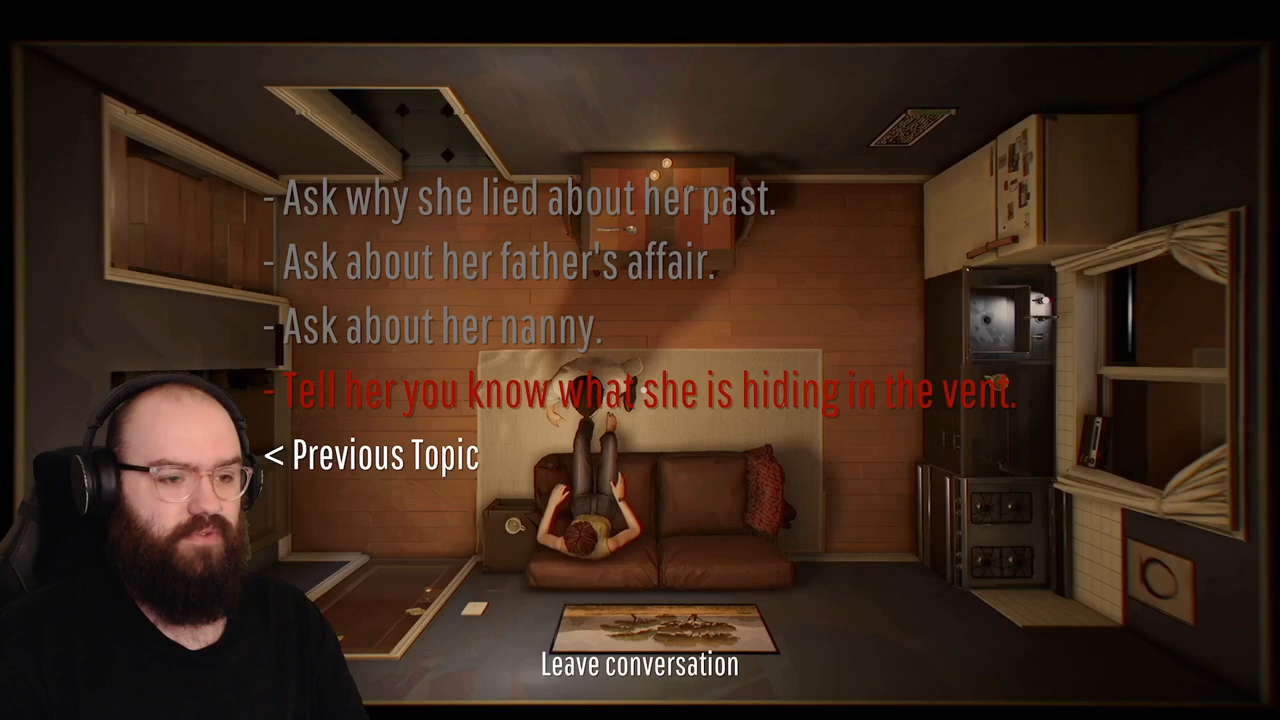 - Ask why she lied about her past.
- Ask about her father's affair.
- Ask about her nanny.
- Tell her you know what she is hiding in the vent.
< Previous Topic
Leave conversation